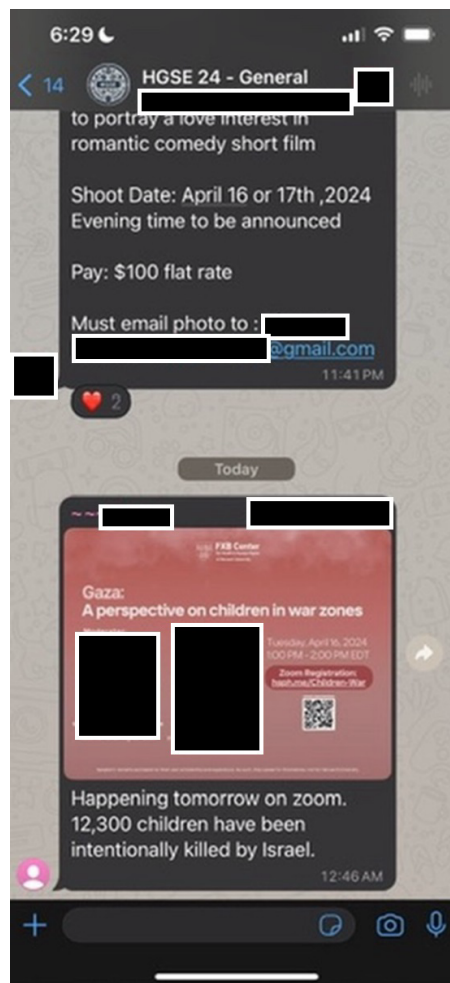 6:29
14
HGSE 24 - General
to portray a love interest in
romantic comedy short film
Shoot Date: April 16 or 17th ,2024
Evening time to be announced
Pay: $100 flat rate
Must email photo to :
@gmail.com
11:41 PM
2
Today
~ ~
FXB Center
Gaza:
A perspective on children in war zones
Tuesday, April 16, 2024
1:00 PM - 2:00 PM EDT
Zoom Registration:
hsph.me/Children-War
Happening tomorrow on zoom.
12,300 children have been
intentionally killed by Israel.
12:46 AM